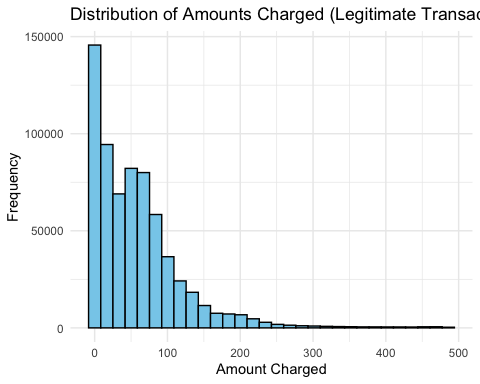 Distribution of Amounts Charged (Legitimate Transac
150000
100000
50000
0
Frequency
0 100 200 300 400 500
Amount Charged